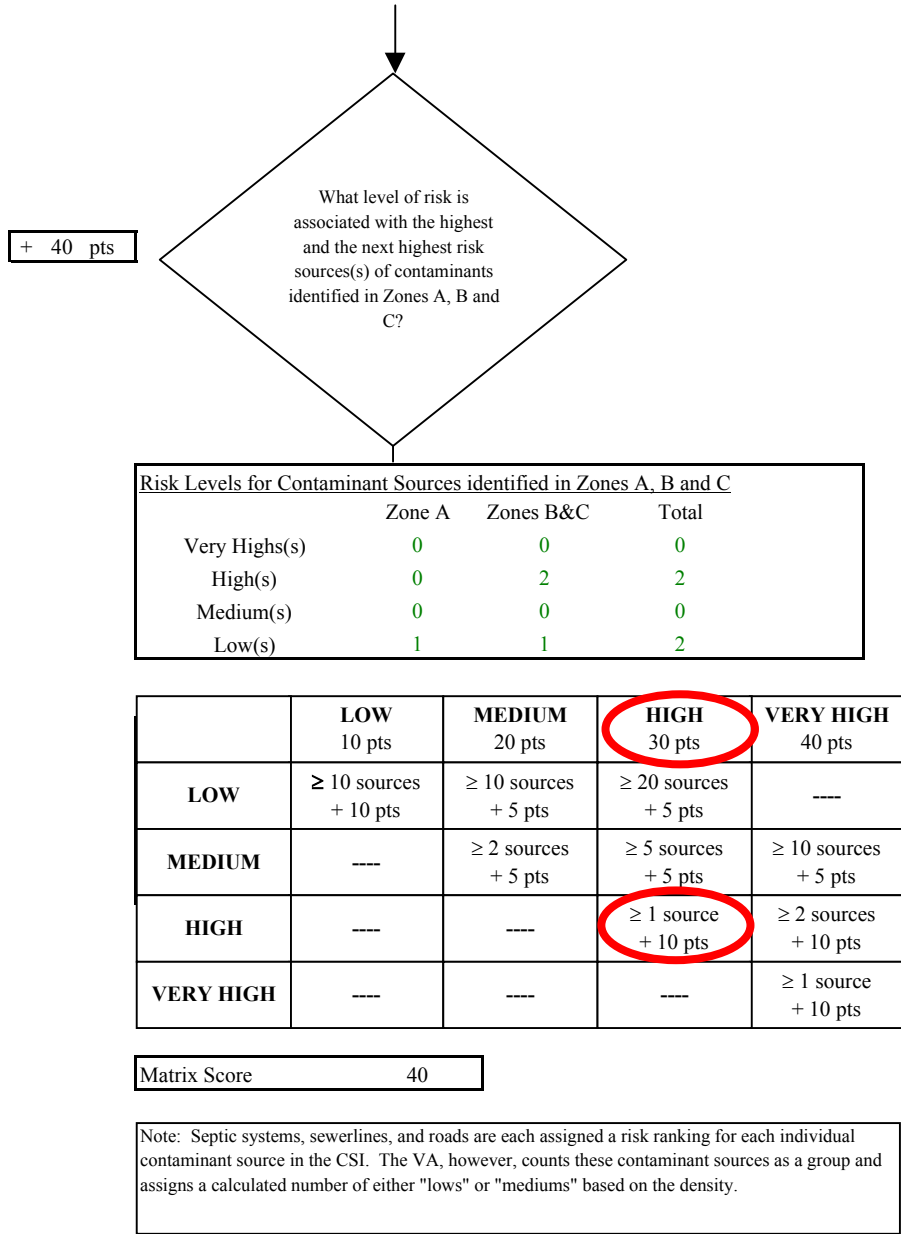 What level of risk is
associated with the highest
and the next highest risk
sources(s) of contaminants
identified in Zones A, B and
C?
+ 40 pts
Risk Levels for Contaminant Sources identified in Zones A, B and C
Zone A Zones B&C Total
Very Highs(s) 0 0 0
High(s) 0 2 2
Medium(s) 0 0 0
Low(s) 1 1 2
LOW MEDIUM HIGH VERY HIGH
10 pts 20 pts 30 pts 40 pts
LOW ≥ 10 sources ≥ 10 sources ≥ 20 sources ----
+ 10 pts + 5 pts + 5 pts
MEDIUM ---- ≥ 2 sources ≥ 5 sources ≥ 10 sources
+ 5 pts + 5 pts + 5 pts
HIGH ---- ---- ≥ 1 source ≥ 2 sources
+ 10 pts + 10 pts
VERY HIGH ---- ---- ---- ≥ 1 source
+ 10 pts
Matrix Score 40
Note: Septic systems, sewerlines, and roads are each assigned a risk ranking for each individual
contaminant source in the CSI. The VA, however, counts these contaminant sources as a group and
assigns a calculated number of either "lows" or "mediums" based on the density.